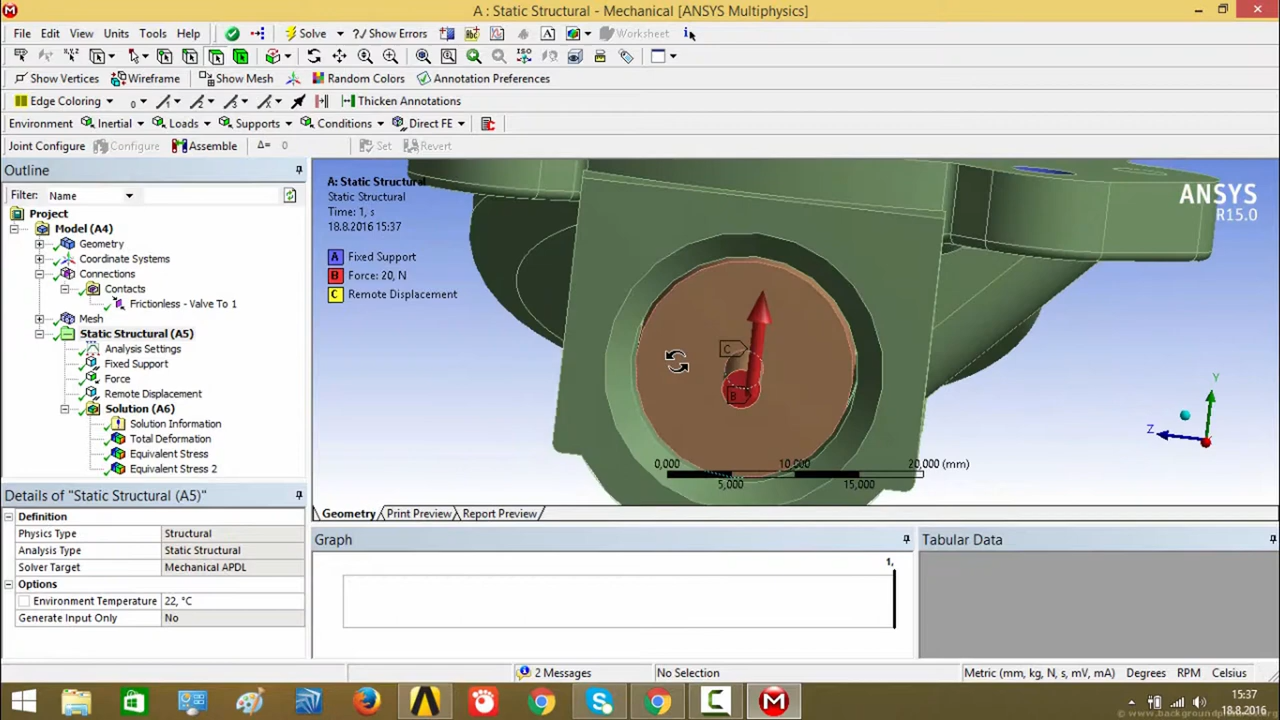 A : Static Structural - Mechanical [ANSYS Multiphysics]
File Edit View Units Tools Help Solve ?/ Show Errors Worksheet i
Show Vertices Wireframe Show Mesh Random Colors Annotation Preferences
Edge Coloring Thicken Annotations
Environment Inertial Loads Supports Conditions Direct FE
Joint Configure Configure Assemble Δ= 0 Set Revert
Outline
Filter: Name
Project
Model (A4)
Geometry
Coordinate Systems
Connections
Contacts
Frictionless - Valve To 1
Mesh
Static Structural (A5)
Analysis Settings
Fixed Support
Force
Remote Displacement
Solution (A6)
Solution Information
Total Deformation
Equivalent Stress
Equivalent Stress 2
Details of "Static Structural (A5)"
Definition
Physics Type Structural
Analysis Type Static Structural
Solver Target Mechanical APDL
Options
Environment Temperature 22, °C
Generate Input Only No
A: Static Structural
Static Structural
Time: 1, s
18.8.2016 15:37
A Fixed Support
B Force: 20, N
C Remote Displacement
ANSYS
R15.0
C
B
Y
Z
0,000 10,000 20,000 (mm)
5,000 15,000
Geometry Print Preview Report Preview
Graph
1,
Tabular Data
2 Messages No Selection Metric (mm, kg, N, s, mV, mA) Degrees RPM Celsius
15:37
18.8.2016